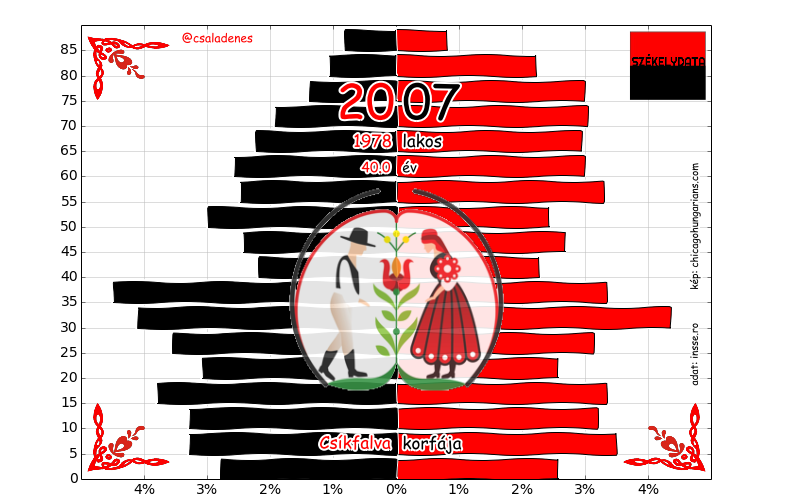 @csaladenes
SZÉKELYDATA
2007
1978 lakos
40.0 év
kép: chicagohungarians.com
adat: insse.ro
Csíkfalva korfája
85
80
75
70
65
60
55
50
45
40
35
30
25
20
15
10
5
0
4% 3% 2% 1% 0% 1% 2% 3% 4%